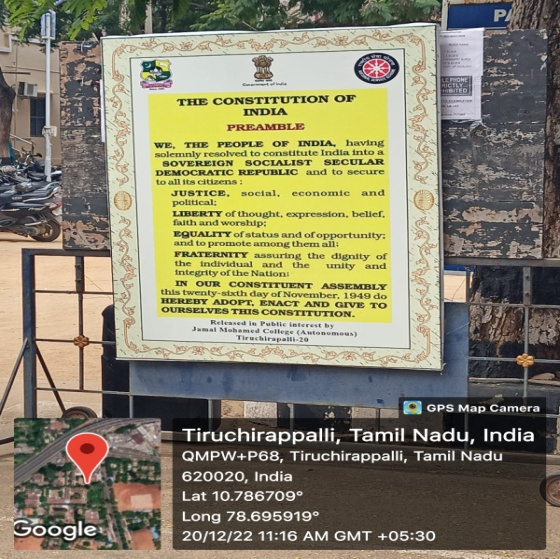 PA
Government of India
THE CONSTITUTION OF
INDIA
PREAMBLE
WE, THE PEOPLE OF INDIA, having
solemnly resolved to constitute India into a
SOVEREIGN SOCIALIST SECULAR
DEMOCRATIC REPUBLIC and to secure
to all its citizens :
JUSTICE, social, economic and
political;
LIBERTY of thought, expression, belief,
faith and worship;
EQUALITY of status and of opportunity;
and to promote among them all:
FRATERNITY assuring the dignity of
the individual and the unity and
integrity of the Nation:
IN OUR CONSTITUENT ASSEMBLY
this twenty-sixth day of November, 1949 do
HEREBY ADOPT, ENACT AND GIVE TO
OURSELVES THIS CONSTITUTION.
Released in Public interest by
Jamal Mohamed College (Autonomous)
Tiruchirapalli-20
GPS Map Camera
Tiruchirappalli, Tamil Nadu, India
QMPW+P68, Tiruchirappalli, Tamil Nadu
620020, India
Lat 10.786709°
Long 78.695919°
20/12/22 11:16 AM GMT +05:30
Google